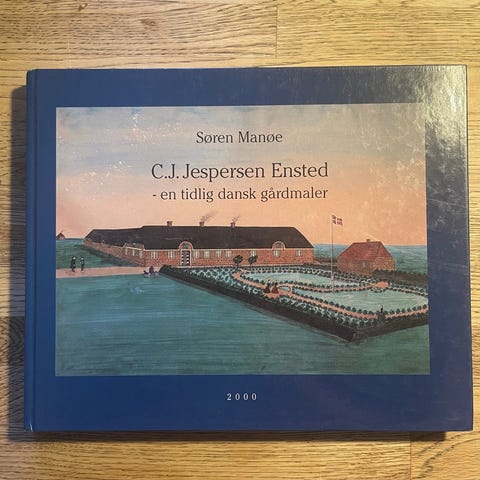 Søren Manøe
C.J. Jespersen Ensted
- en tidlig dansk gårdmaler
2000